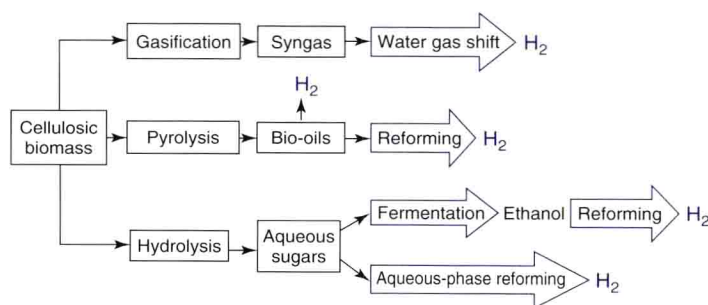 Gasification
Syngas
Water gas shift
H₂
H₂
Cellulosic
biomass
Pyrolysis
Bio-oils
Reforming
H₂
Hydrolysis
Aqueous
sugars
Fermentation
Ethanol
Reforming
H₂
Aqueous-phase reforming
H₂